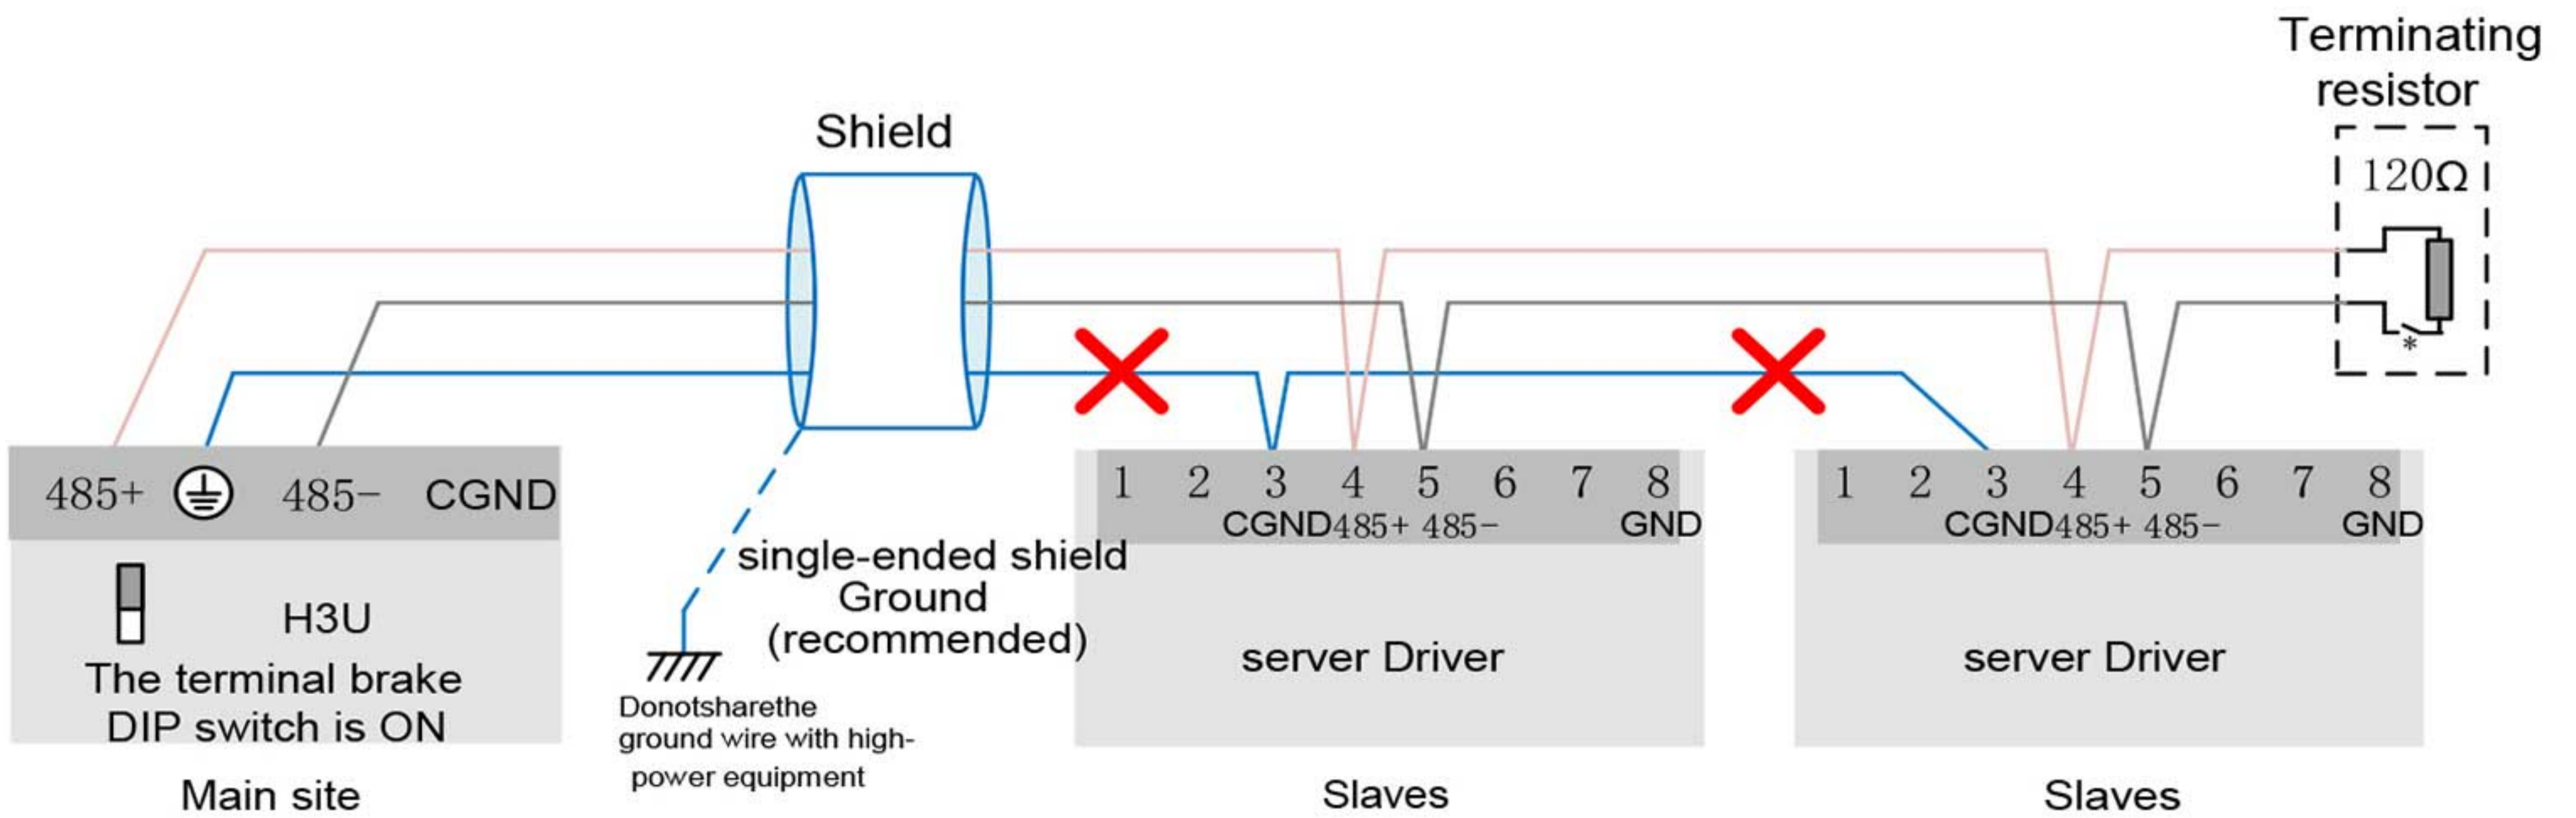 Terminating
resistor
120Ω
*
Shield
485+ 485− CGND
H3U
The terminal brake
DIP switch is ON
Main site
single-ended shield
Ground
(recommended)
Donotsharethe
ground wire with high-
power equipment
1 2 3 4 5 6 7 8
CGND485+ 485− GND
server Driver
Slaves
1 2 3 4 5 6 7 8
CGND485+ 485− GND
server Driver
Slaves